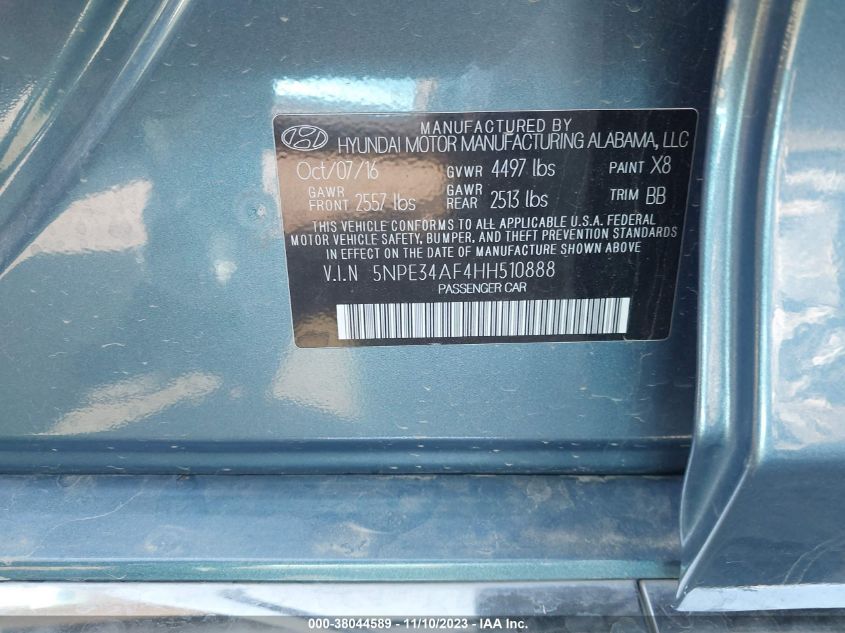 MANUFACTURED BY
HYUNDAI MOTOR MANUFACTURING ALABAMA, LLC
Oct/07/16 GVWR 4497 lbs PAINT X8
GAWR FRONT 2557 lbs GAWR REAR 2513 lbs TRIM BB
THIS VEHICLE CONFORMS TO ALL APPLICABLE U.S.A. FEDERAL
MOTOR VEHICLE SAFETY, BUMPER, AND THEFT PREVENTION STANDARDS
IN EFFECT ON THE DATE OF MANUFACTURE SHOWN ABOVE
V.I.N 5NPE34AF4HH510888
PASSENGER CAR
000-38044589 - 11/10/2023 - IAA Inc.